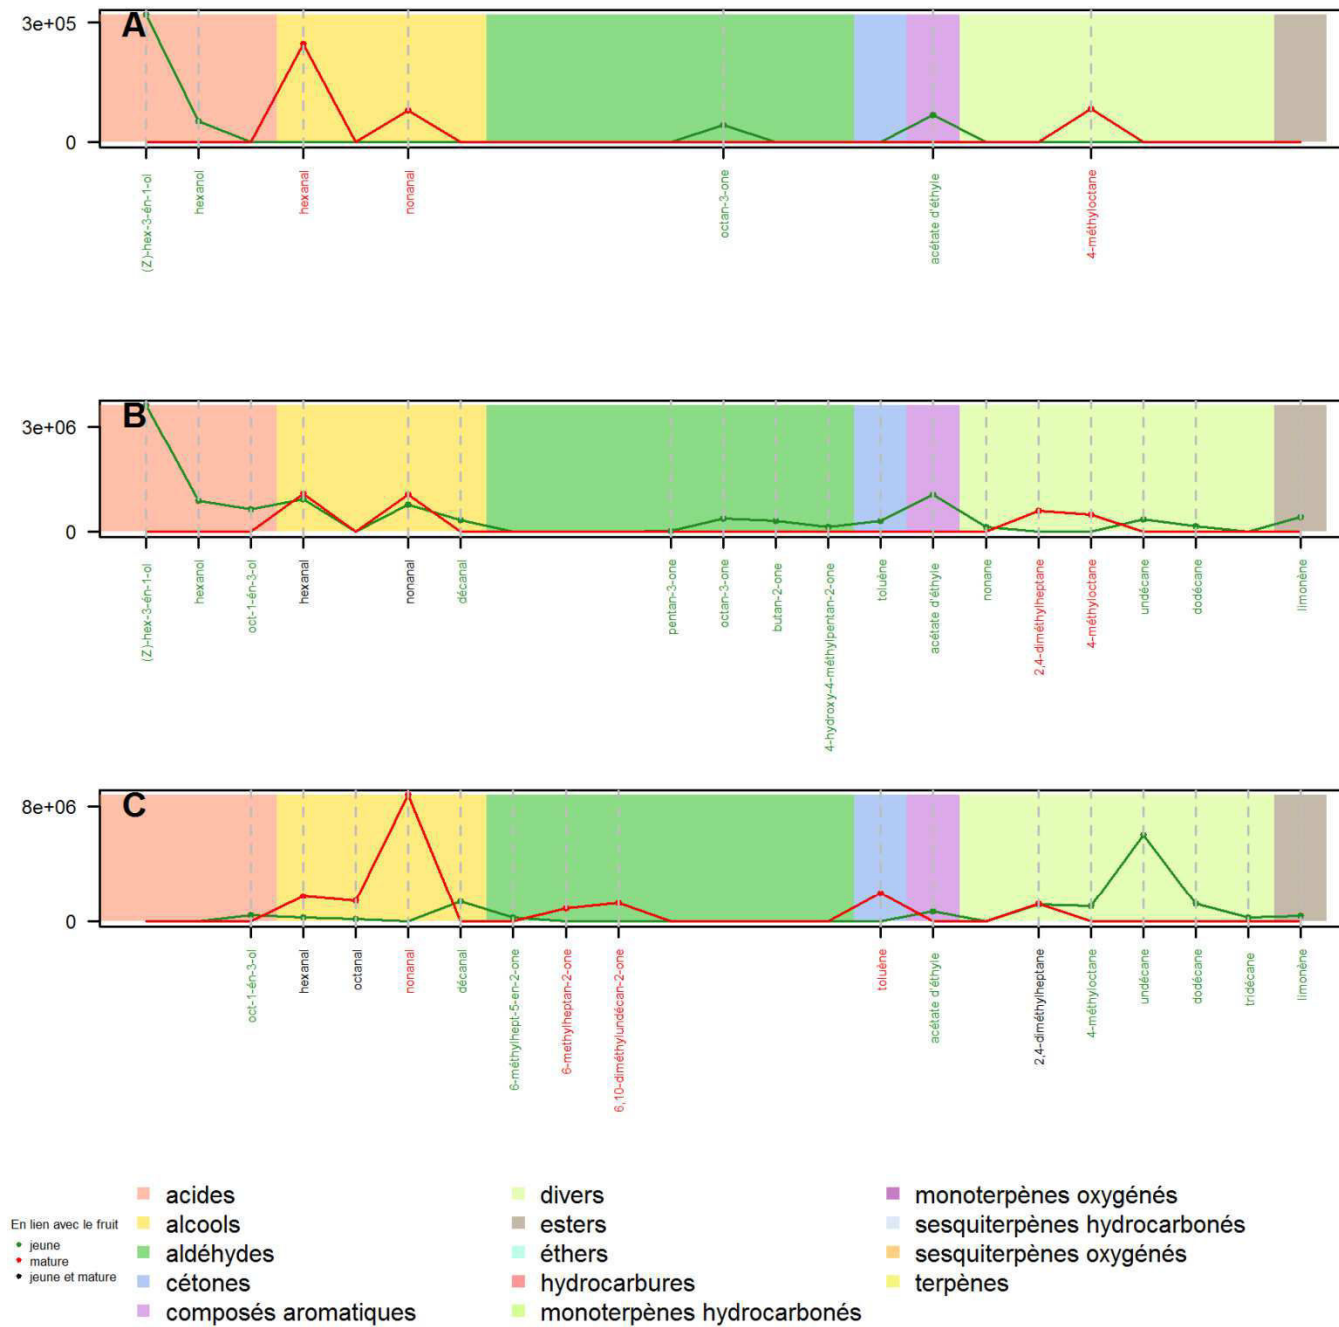 A
3e+05
0
(Z)-hex-3-én-1-ol
hexanol
hexanal
nonanal
octan-3-one
acétate d'éthyle
4-méthyloctane
B
3e+06
0
(Z)-hex-3-én-1-ol
hexanol
oct-1-én-3-ol
hexanal
nonanal
décanal
pentan-3-one
octan-3-one
butan-2-one
4-hydroxy-4-méthylpentan-2-one
toluène
acétate d'éthyle
nonane
2,4-diméthylheptane
4-méthyloctane
undécane
dodécane
limonène
C
8e+06
0
oct-1-én-3-ol
hexanal
octanal
nonanal
décanal
6-méthylhept-5-en-2-one
6-methylheptan-2-one
6,10-diméthylundécan-2-one
toluène
acétate d'éthyle
2,4-diméthylheptane
4-méthyloctane
undécane
dodécane
tridécane
limonène
En lien avec le fruit
jeune
mature
jeune et mature
acides
alcools
aldéhydes
cétones
composés aromatiques
divers
esters
éthers
hydrocarbures
monoterpènes hydrocarbonés
monoterpènes oxygénés
sesquiterpènes hydrocarbonés
sesquiterpènes oxygénés
terpènes